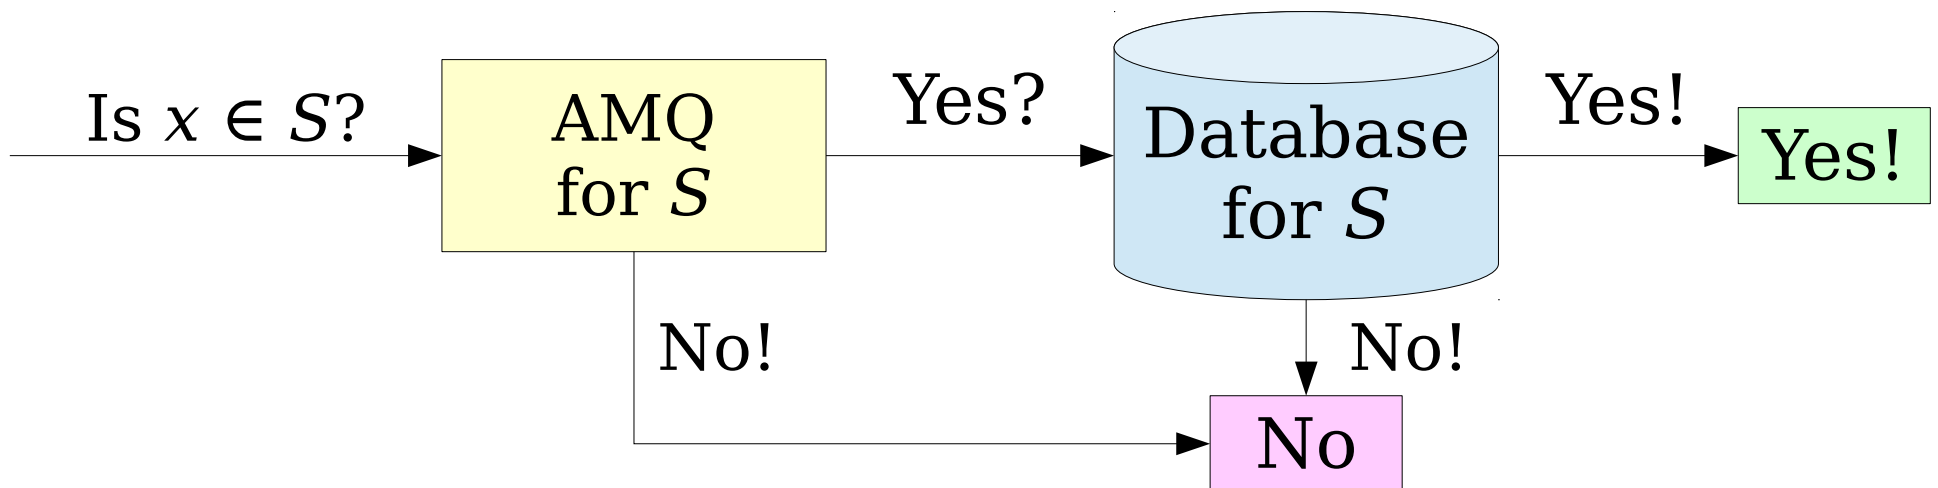 Is x ∈ S?
AMQ
for S
Yes?
Database
for S
Yes!
Yes!
No!
No!
No